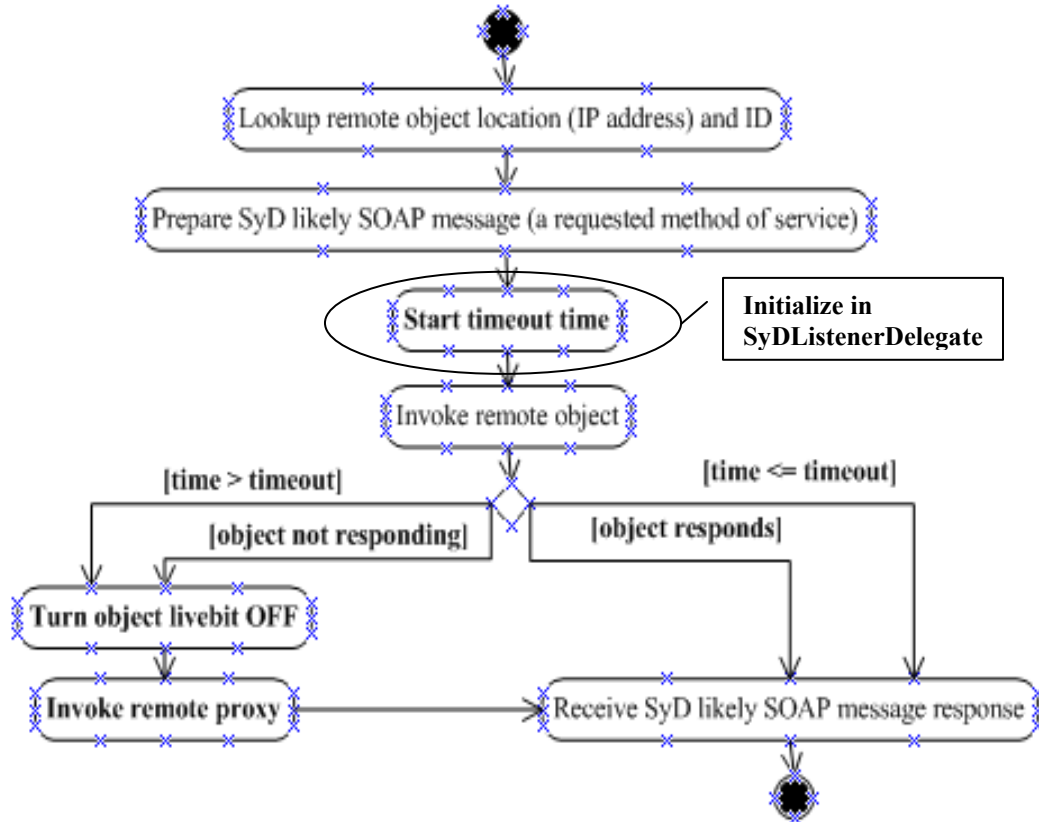 Lookup remote object location (IP address) and ID
Prepare SyD likely SOAP message (a requested method of service)
Start timeout time
Initialize in
SyDListenerDelegate
Invoke remote object
[time > timeout]
[time <= timeout]
[object not responding]
[object responds]
Turn object livebit OFF
Invoke remote proxy
Receive SyD likely SOAP message response